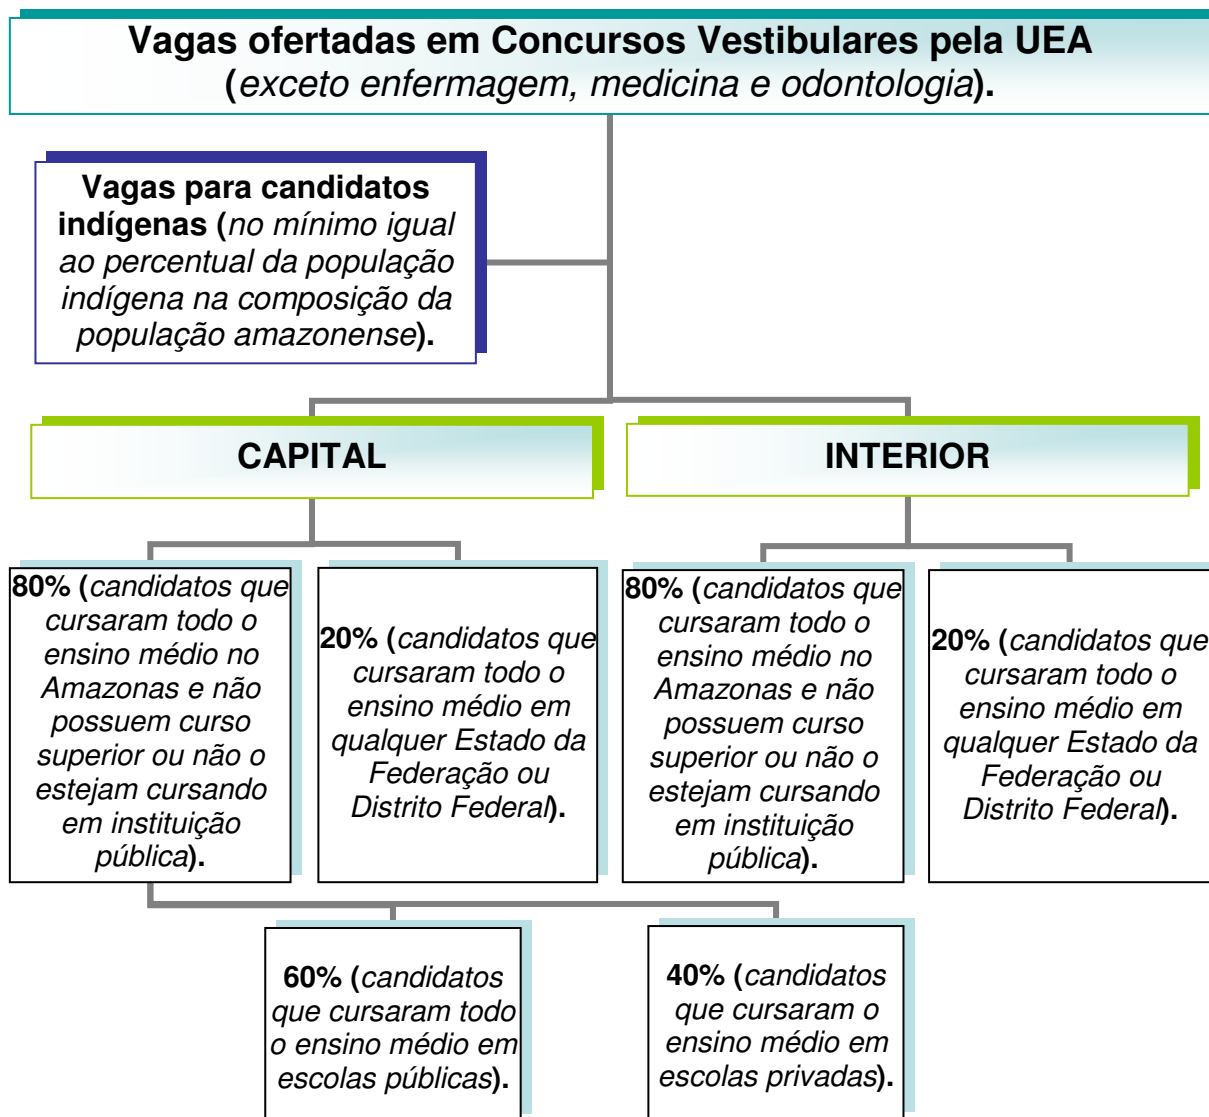 Vagas ofertadas em Concursos Vestibulares pela UEA
(exceto enfermagem, medicina e odontologia).
Vagas para candidatos
indígenas (no mínimo igual
ao percentual da população
indígena na composição da
população amazonense).
CAPITAL
INTERIOR
80% (candidatos que
cursaram todo o
ensino médio no
Amazonas e não
possuem curso
superior ou não o
estejam cursando
em instituição
pública).
20% (candidatos que
cursaram todo o
ensino médio em
qualquer Estado da
Federação ou
Distrito Federal).
80% (candidatos que
cursaram todo o
ensino médio no
Amazonas e não
possuem curso
superior ou não o
estejam cursando
em instituição
pública).
20% (candidatos que
cursaram todo o
ensino médio em
qualquer Estado da
Federação ou
Distrito Federal).
60% (candidatos
que cursaram todo
o ensino médio em
escolas públicas).
40% (candidatos
que cursaram o
ensino médio em
escolas privadas).